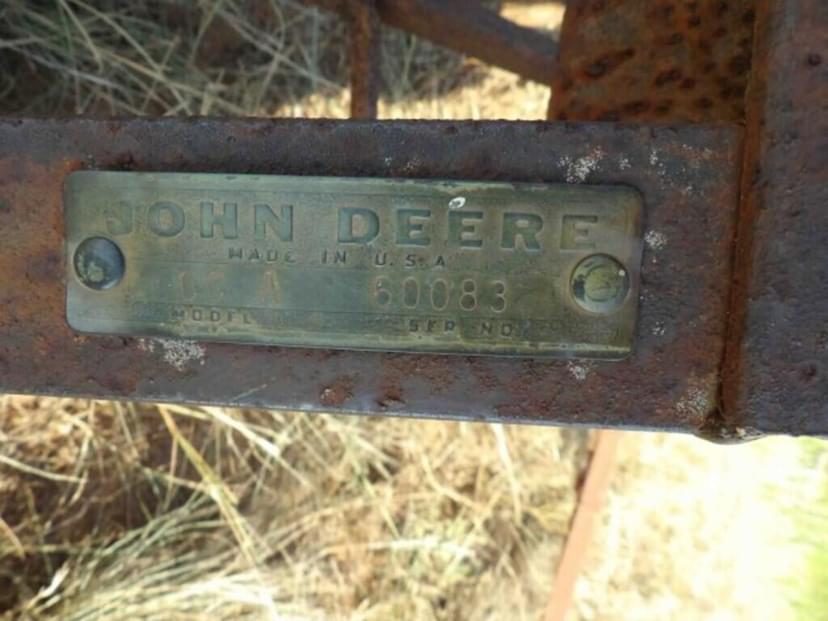 JOHN DEERE
MADE IN U.S.A
A 60083
MODEL SER NO